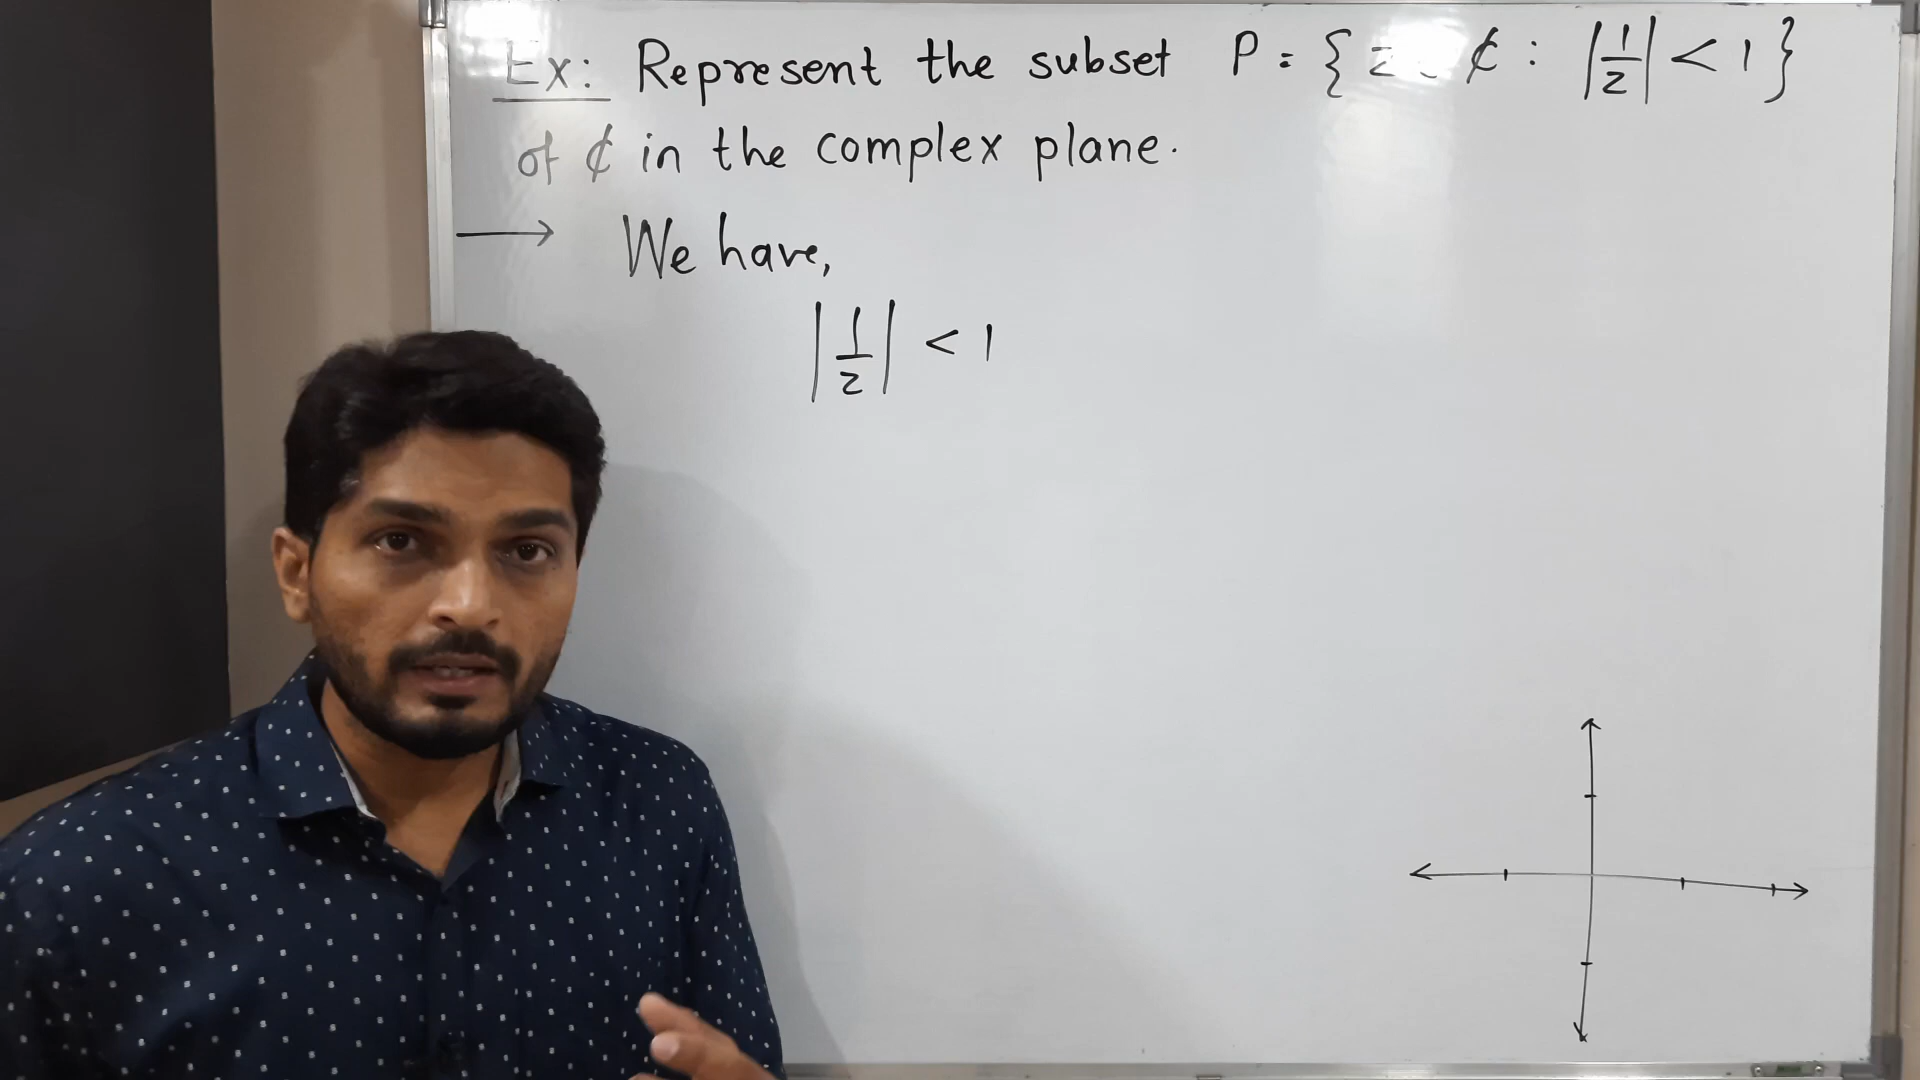 Ex: Represent the subset P = { z ∈ ₵ : |1/z| < 1 }
of ₵ in the complex plane.
→ We have,
|1/z| < 1